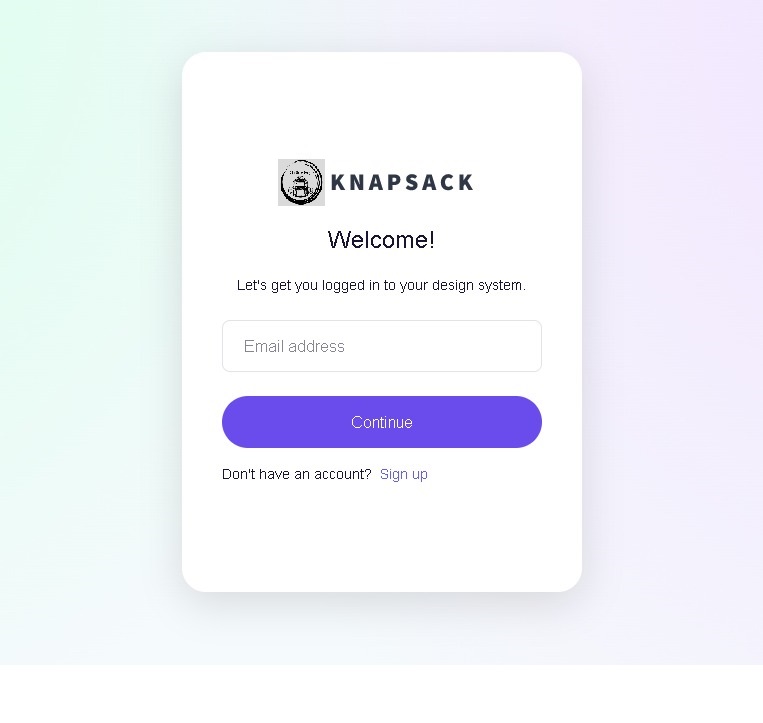 KNAPSACK
Welcome!
Let's get you logged in to your design system.
Email address
Continue
Don't have an account? Sign up